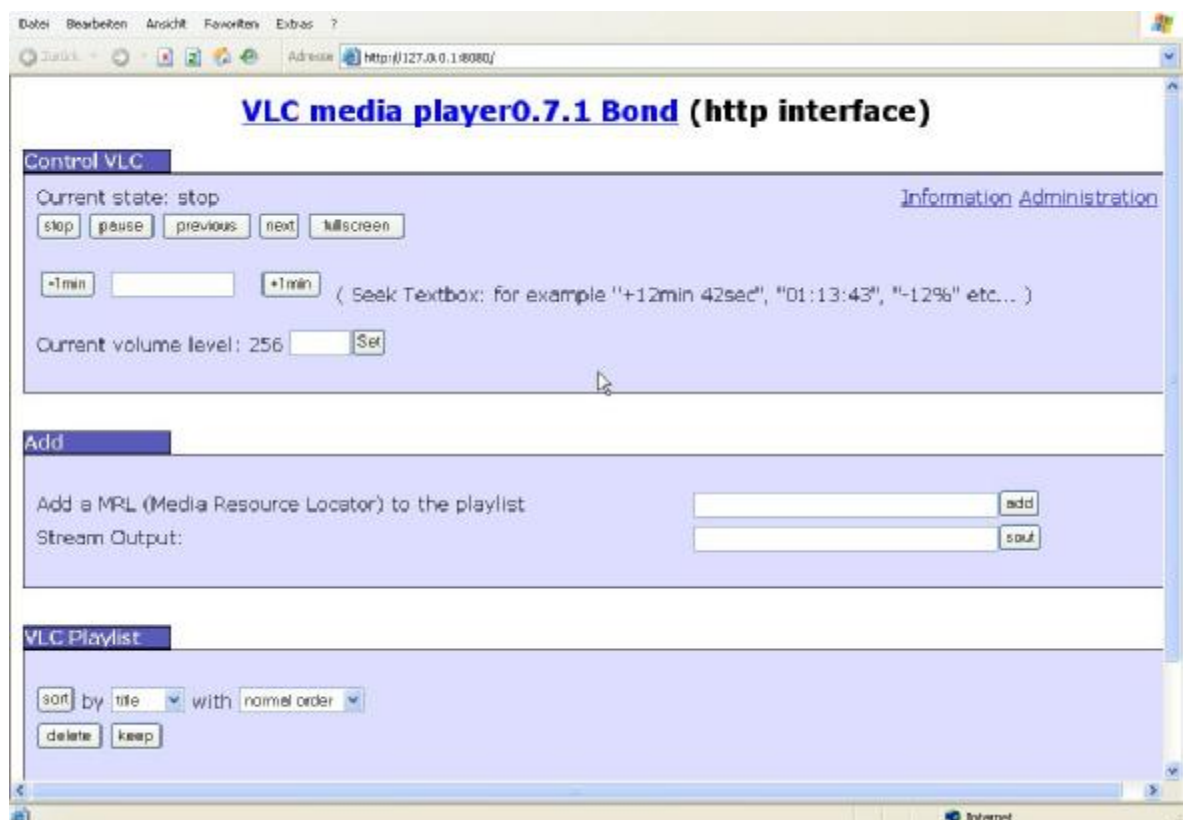 Datei Bearbeiten Ansicht Favoriten Extras ?
Zurück Adresse http://127.0.0.1:8080/
VLC media player0.7.1 Bond (http interface)
Control VLC
Current state: stop Information Administration
stop pause previous next fullscreen
-1min +1min ( Seek Textbox: for example "+12min 42sec", "01:13:43", "-12%" etc... )
Current volume level: 256 Set
Add
Add a MRL (Media Resource Locator) to the playlist add
Stream Output: sout
VLC Playlist
sort by title with normal order
delete keep
Internet